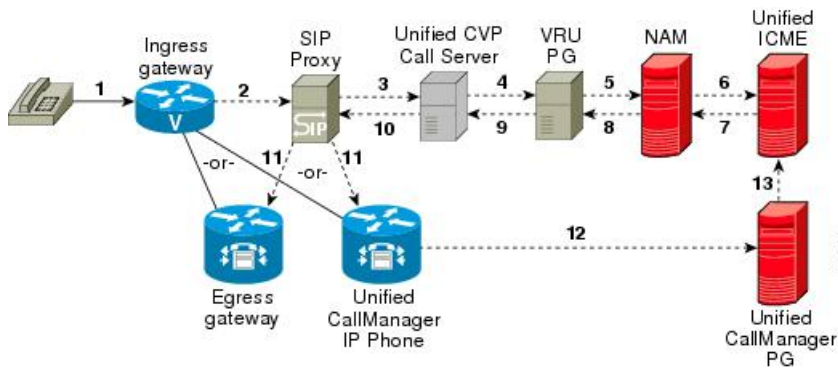 Ingress
gateway
SIP
Proxy
Unified CVP
Call Server
VRU
PG
NAM
Unified
ICME
1
2
3
4
5
6
10
9
8
7
V
SIP
11
11
-or-
-or-
13
12
Egress
gateway
Unified
CallManager
IP Phone
Unified
CallManager
PG